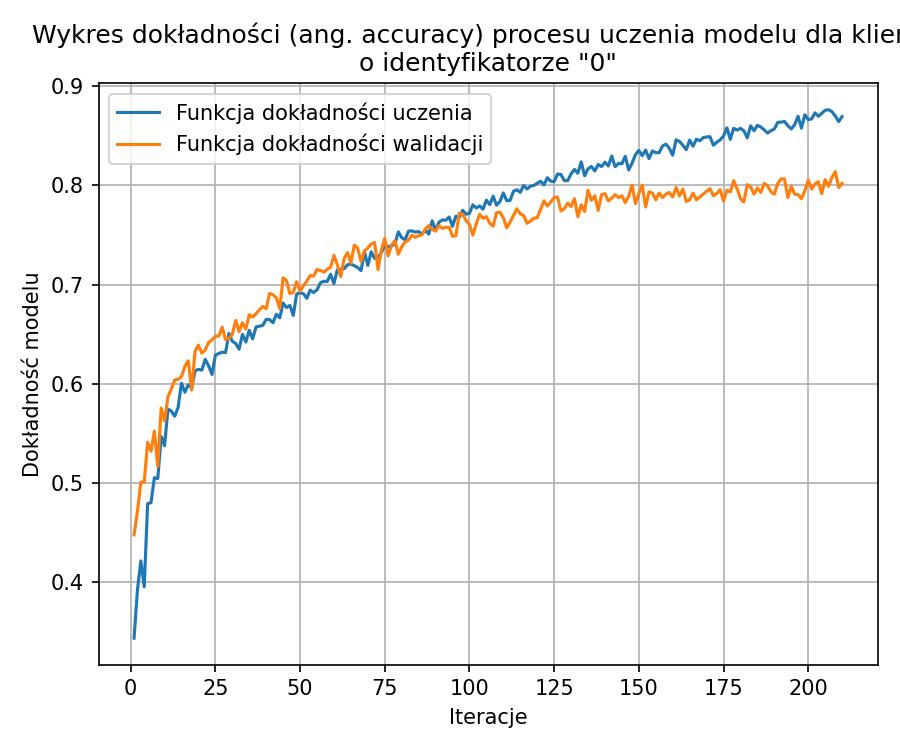 Wykres dokładności (ang. accuracy) procesu uczenia modelu dla
o identyfikatorze "0"
Funkcja dokładności uczenia
Funkcja dokładności walidacji
Dokładność modelu
0.9
0.8
0.7
0.6
0.5
0.4
0 25 50 75 100 125 150 175 200
Iteracje